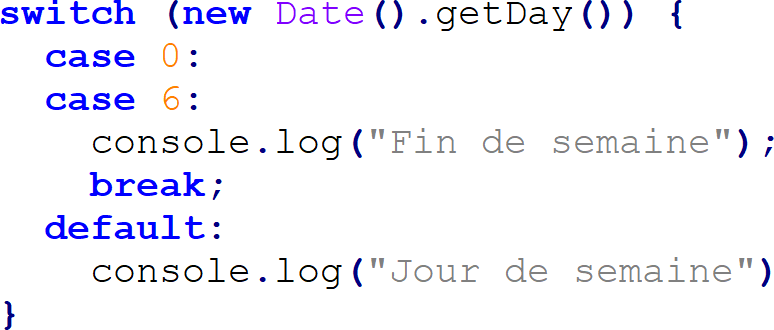 switch (new Date().getDay()) {
  case 0:
  case 6:
    console.log("Fin de semaine");
    break;
  default:
    console.log("Jour de semaine")
}